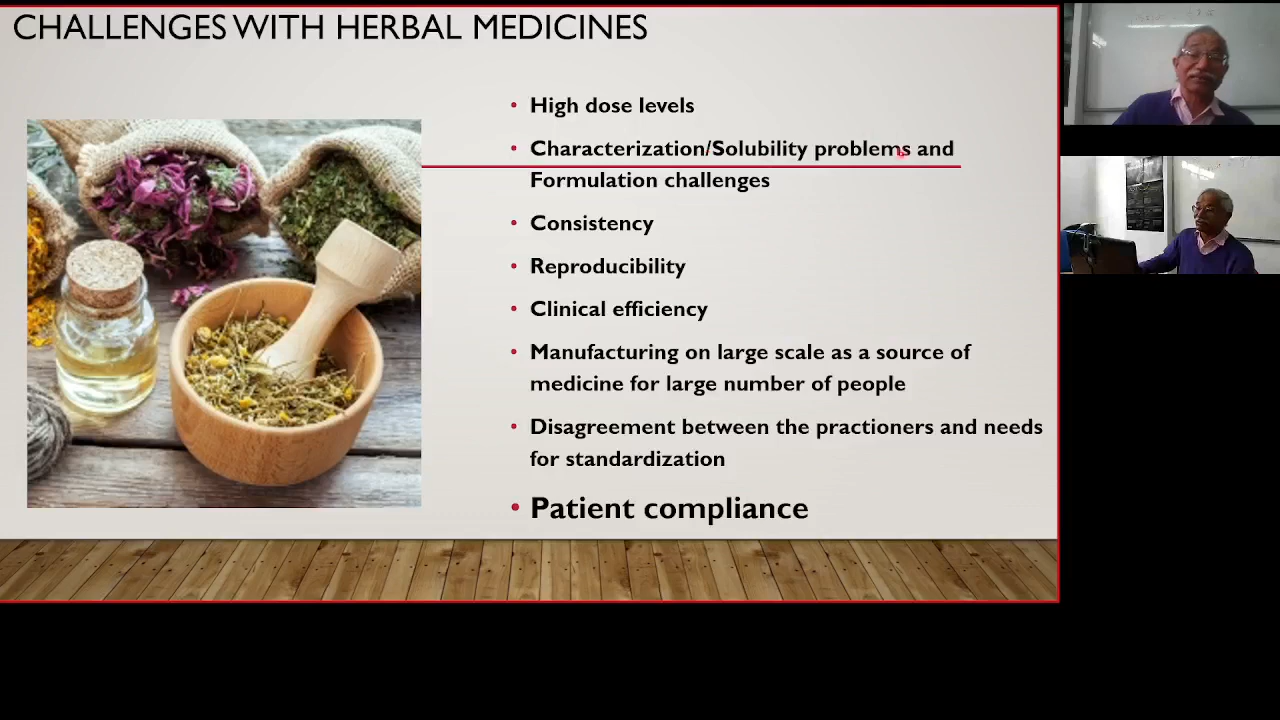 CHALLENGES WITH HERBAL MEDICINES
• High dose levels
• Characterization/Solubility problems and
Formulation challenges
• Consistency
• Reproducibility
• Clinical efficiency
• Manufacturing on large scale as a source of
medicine for large number of people
• Disagreement between the practioners and needs
for standardization
• Patient compliance